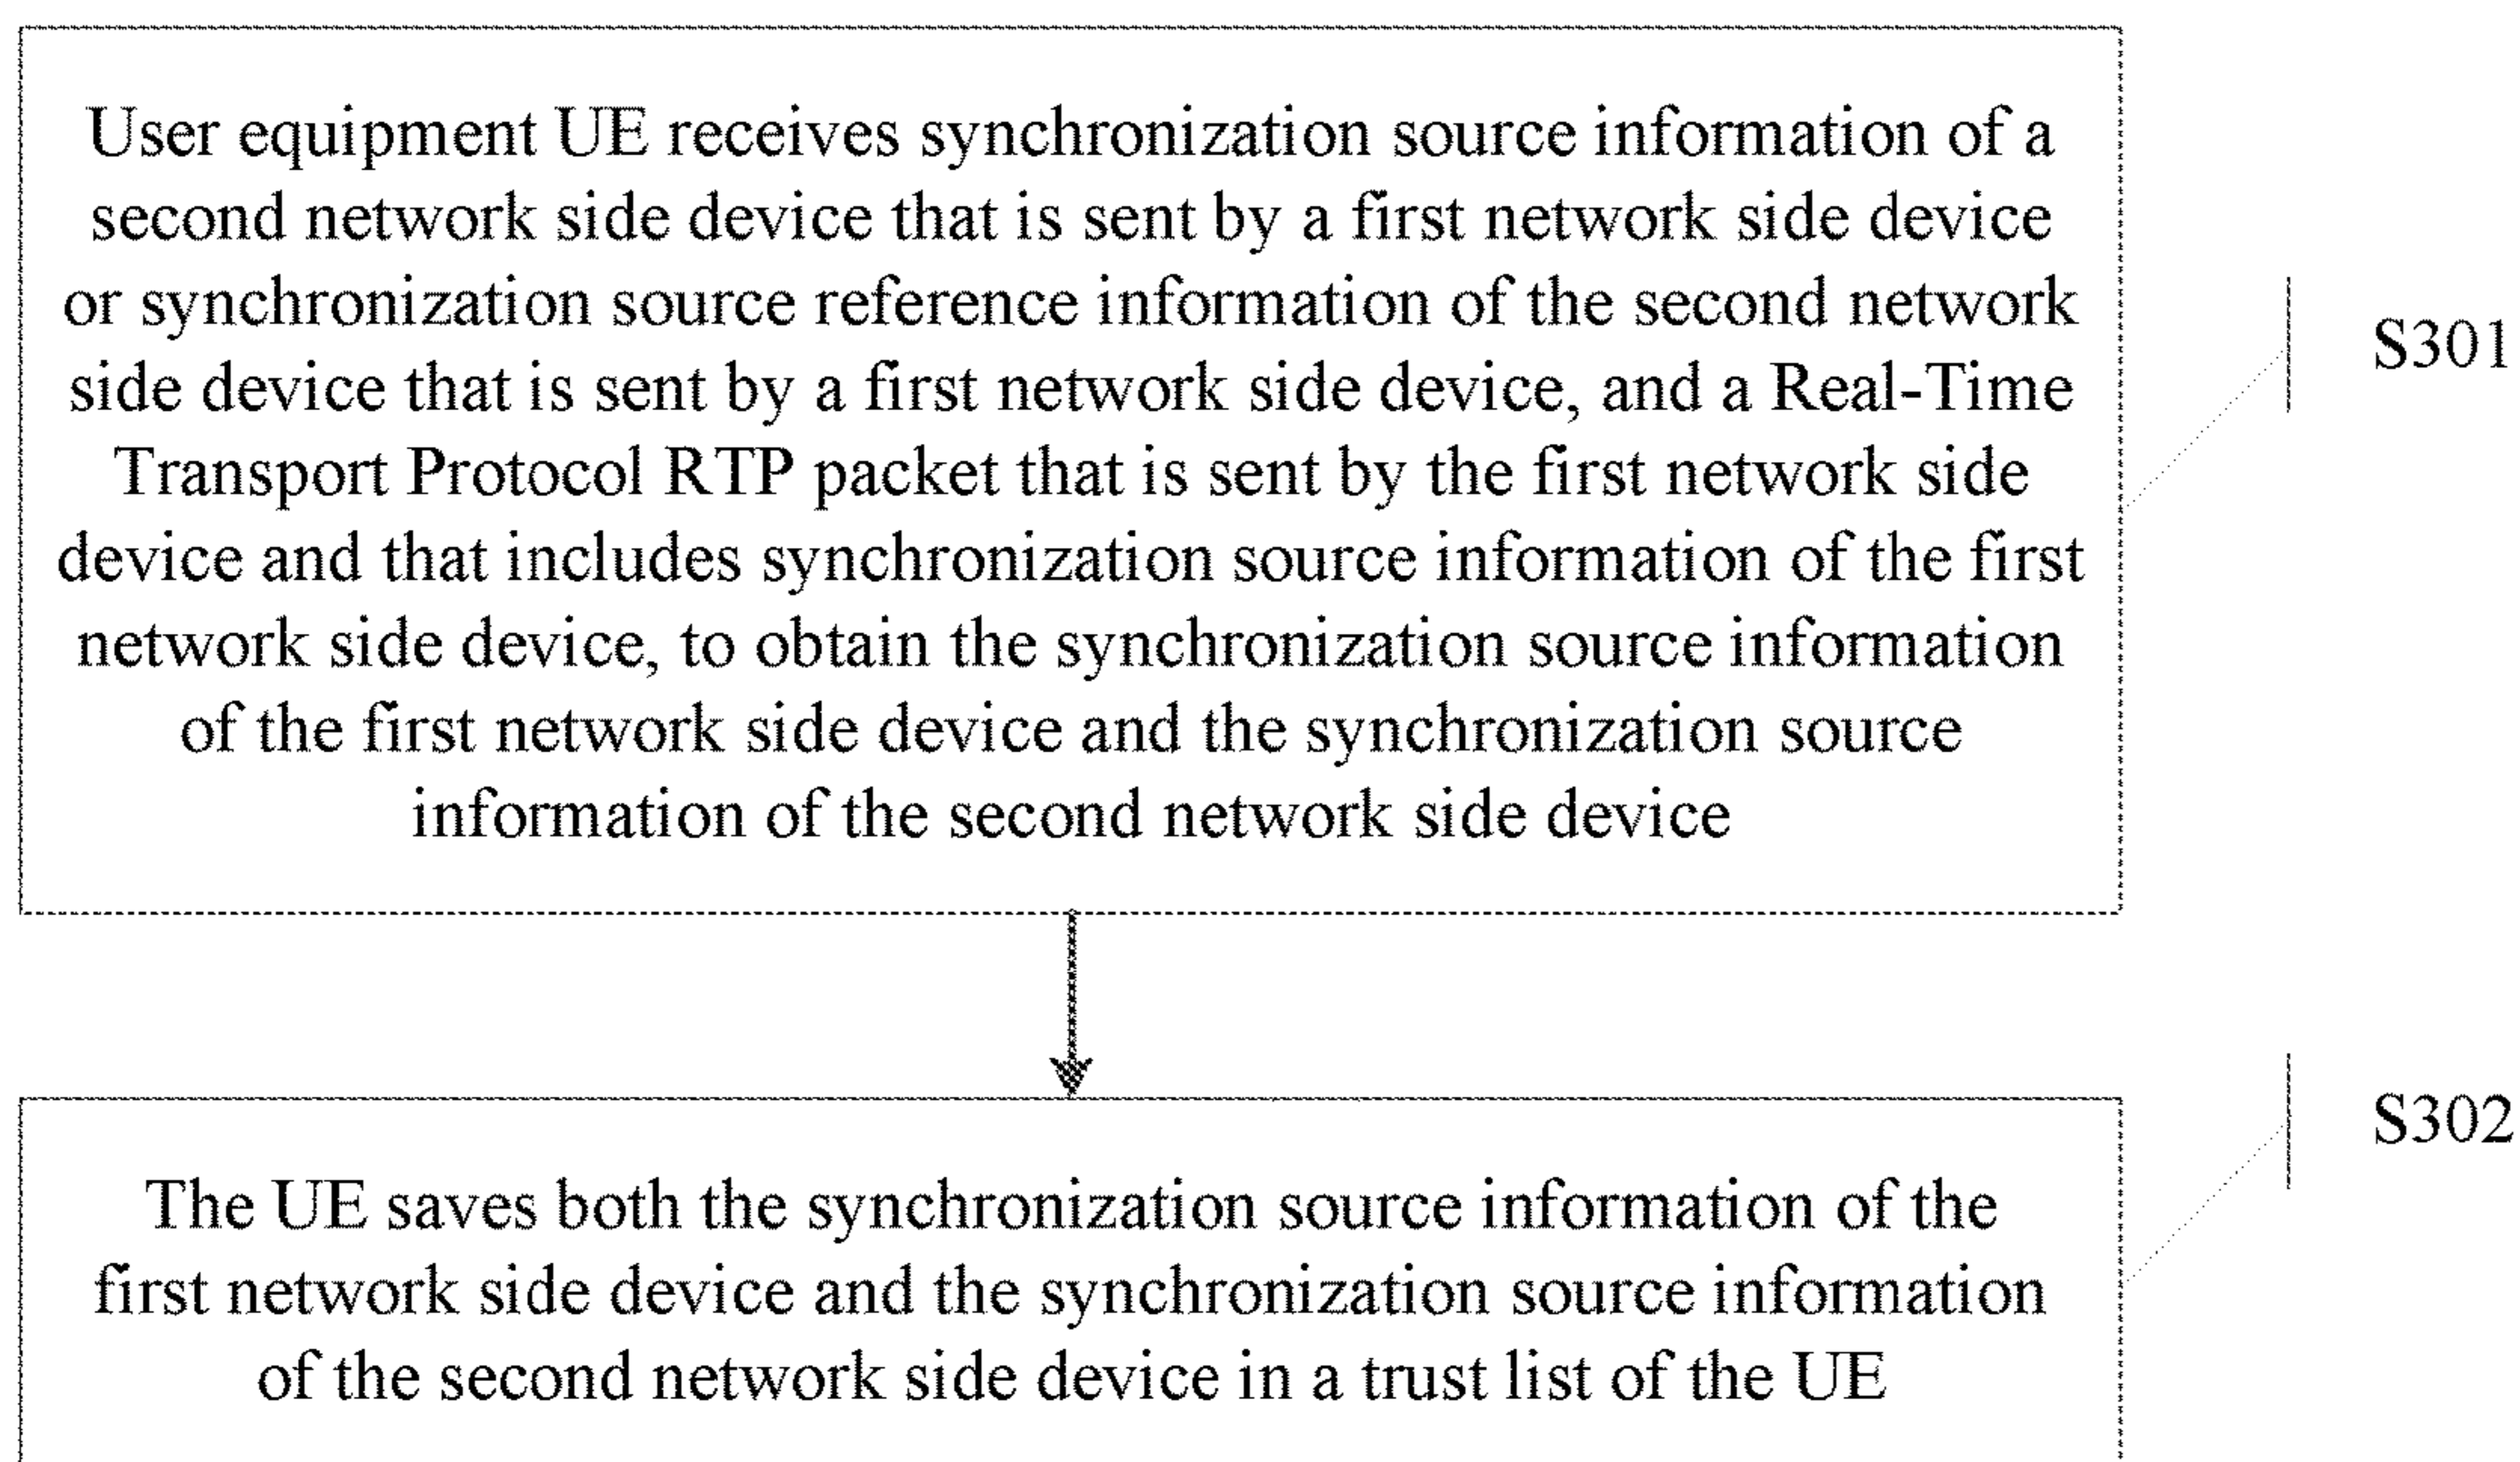 User equipment UE receives synchronization source information of a
second network side device that is sent by a first network side device
or synchronization source reference information of the second network
side device that is sent by a first network side device, and a Real-Time
Transport Protocol RTP packet that is sent by the first network side
device and that includes synchronization source information of the first
network side device, to obtain the synchronization source information
of the first network side device and the synchronization source
information of the second network side device
S301
The UE saves both the synchronization source information of the
first network side device and the synchronization source information
of the second network side device in a trust list of the UE
S302